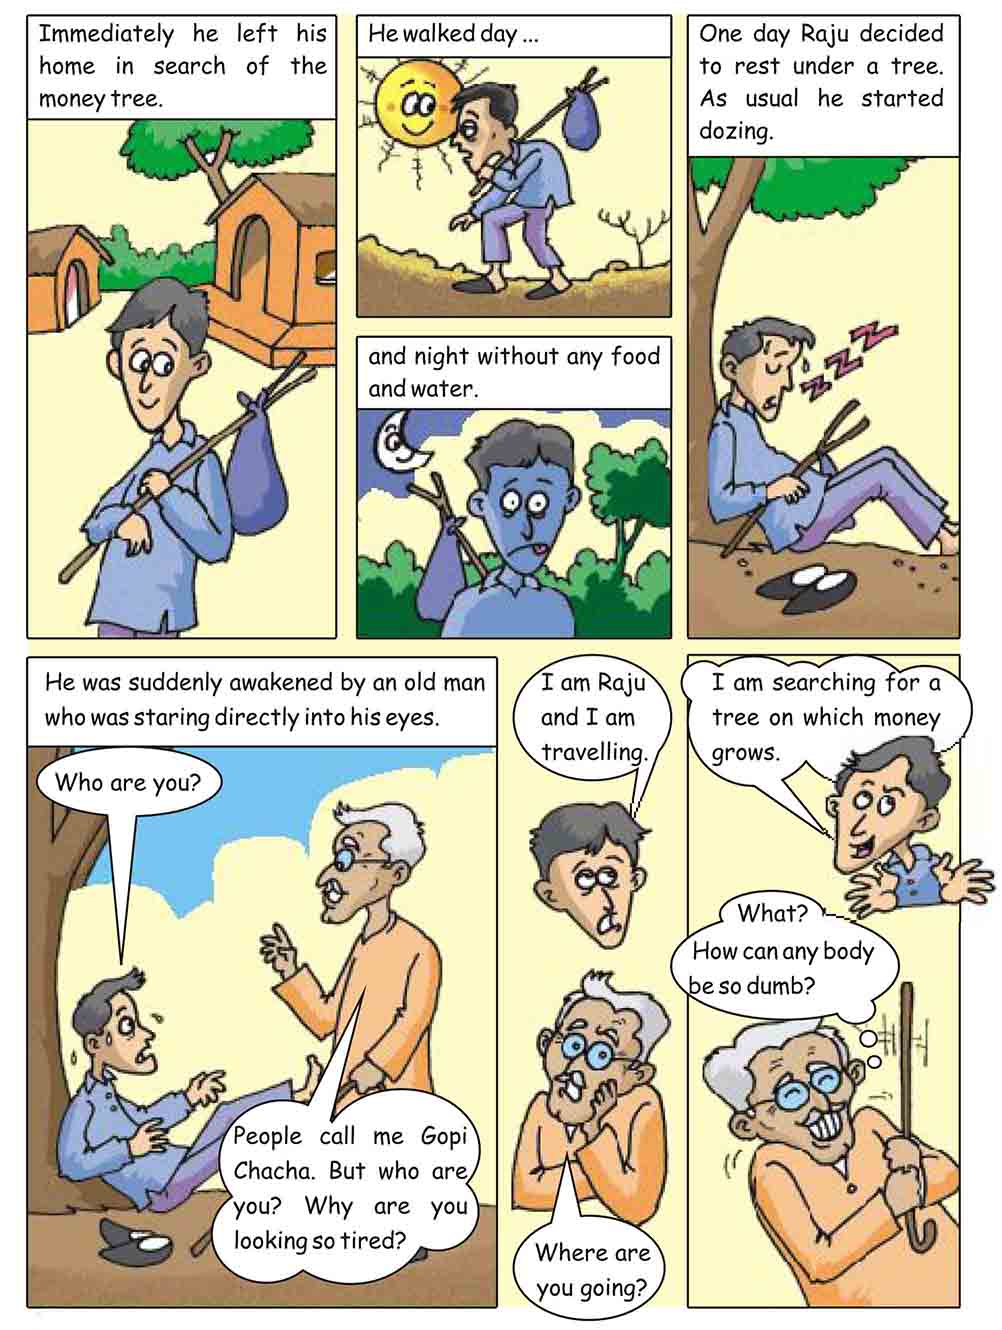 Immediately he left his
home in search of the
money tree.
He walked day ...
and night without any food
and water.
One day Raju decided
to rest under a tree.
As usual he started
dozing.
He was suddenly awakened by an old man
who was staring directly into his eyes.
Who are you?
People call me Gopi
Chacha. But who are
you? Why are you
looking so tired?
I am Raju
and I am
travelling.
Where are
you going?
I am searching for a
tree on which money
grows.
What?
How can any body
be so dumb?